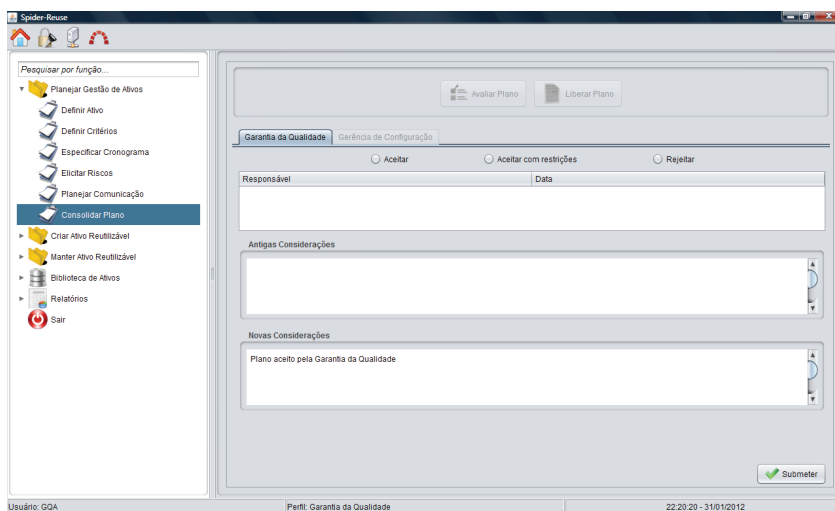 Spider-Reuse
Pesquisar por função...
Planejar Gestão de Ativos
Definir Ativo
Definir Critérios
Especificar Cronograma
Elicitar Riscos
Planejar Comunicação
Consolidar Plano
Criar Ativo Reutilizável
Manter Ativo Reutilizável
Biblioteca de Ativos
Relatórios
Sair
Avaliar Plano Liberar Plano
Garantia da Qualidade Gerência de Configuração
Aceitar Aceitar com restrições Rejeitar
Responsável Data
Antigas Considerações
Novas Considerações
Plano aceito pela Garantia da Qualidade
Submeter
Usuário: GQA Perfil: Garantia da Qualidade 22:20:20 - 31/01/2012